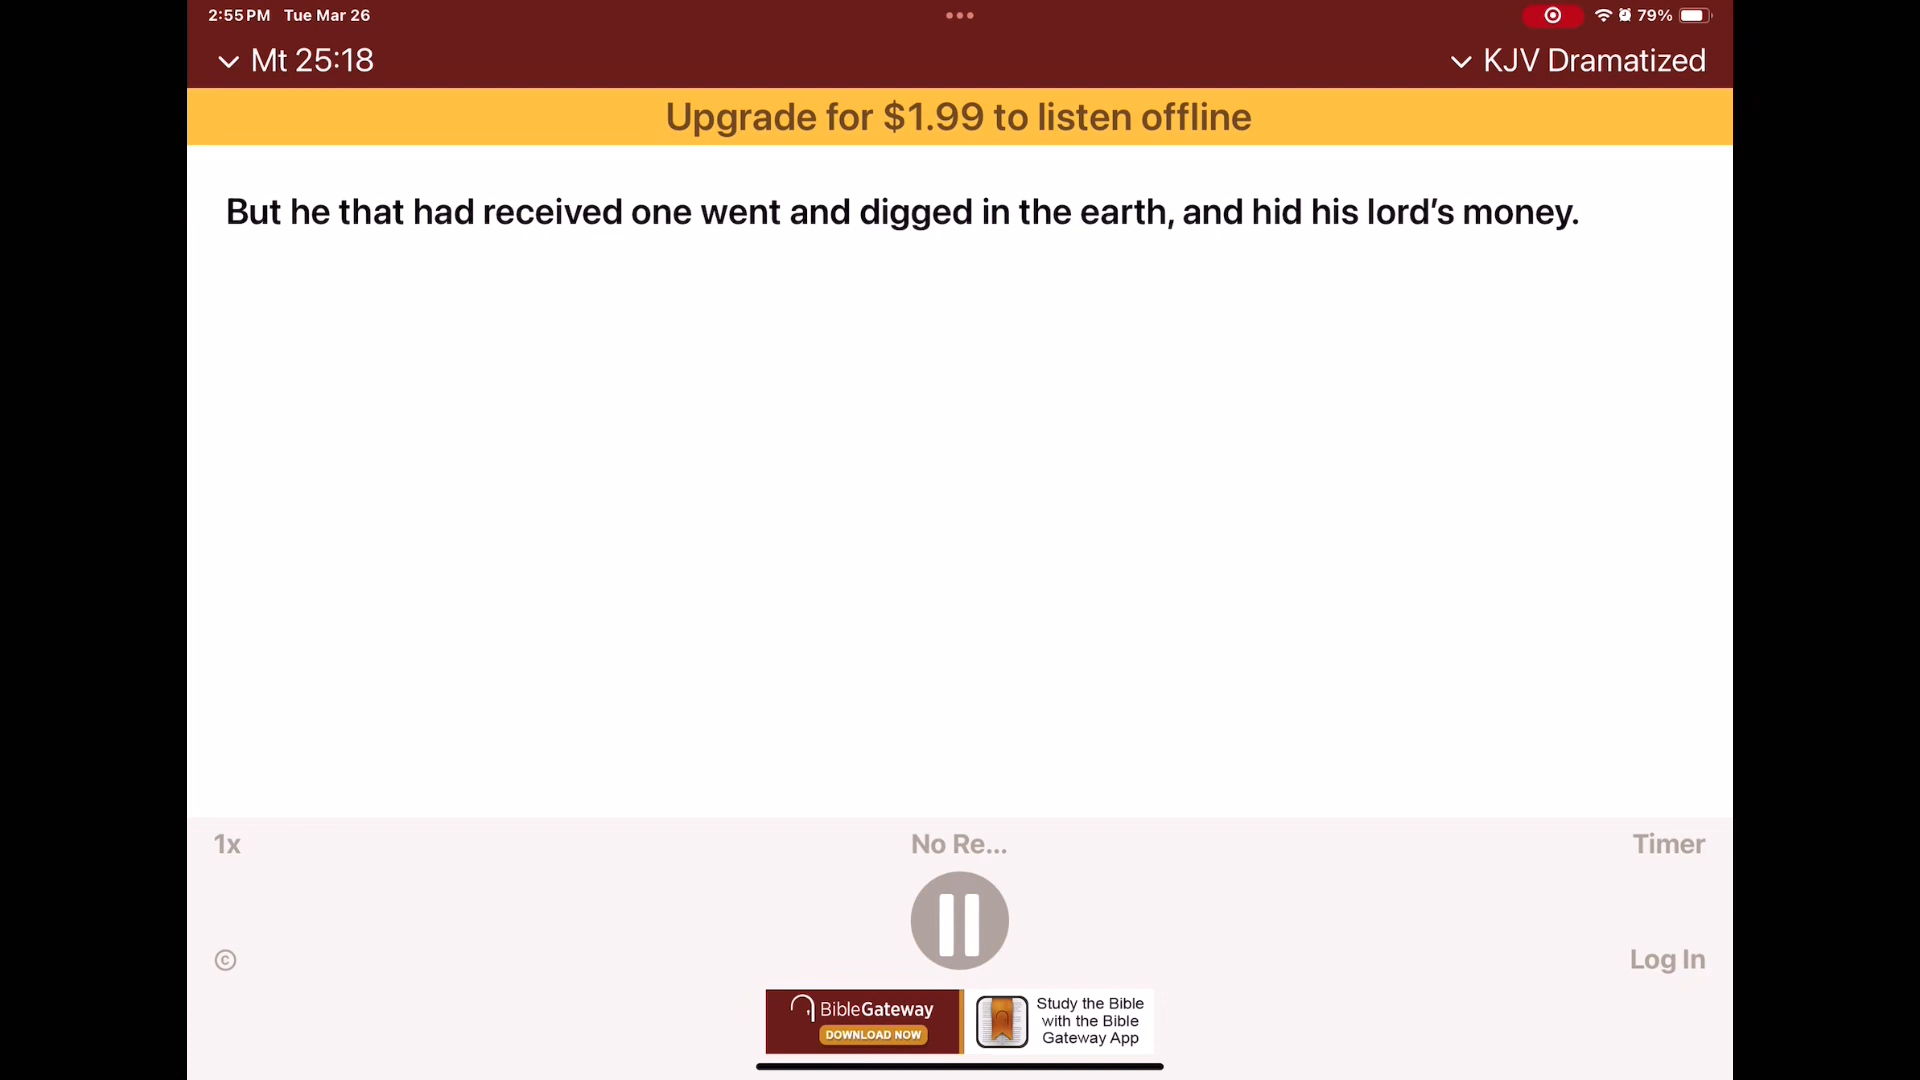 2:55 PM Tue Mar 26
79%
Mt 25:18
KJV Dramatized
Upgrade for $1.99 to listen offline
But he that had received one went and digged in the earth, and hid his lord’s money.
1x
No Re...
Timer
©
Log In
BibleGateway
DOWNLOAD NOW
Study the Bible
with the Bible
Gateway App